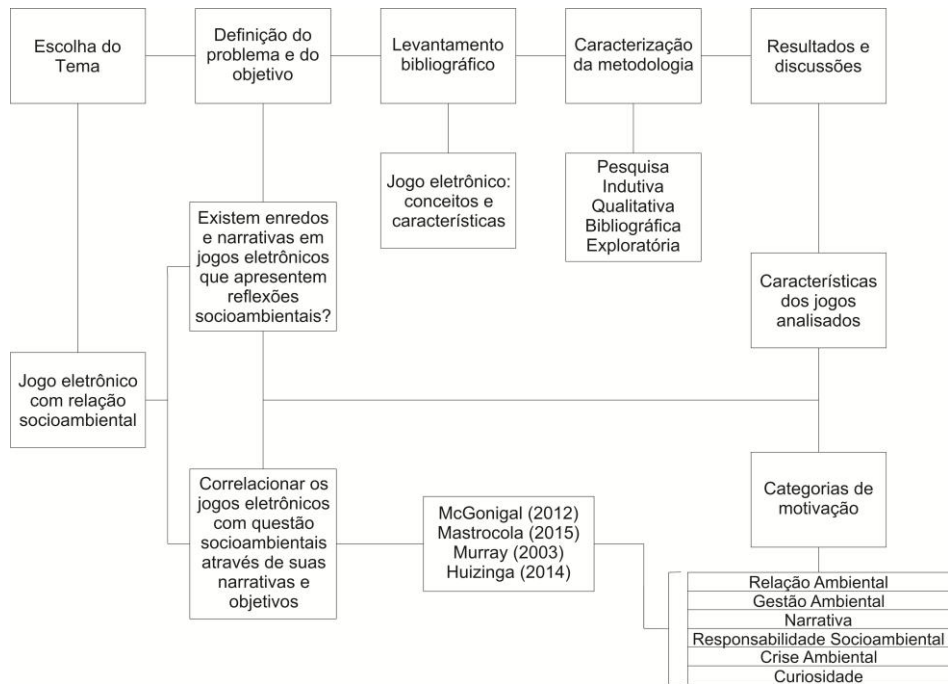 Escolha do
Tema
Definição do
problema e do
objetivo
Levantamento
bibliográfico
Caracterização
da metodologia
Resultados e
discussões
Jogo eletrônico:
conceitos e
características
Pesquisa
Indutiva
Qualitativa
Bibliográfica
Exploratória
Existem enredos
e narrativas em
jogos eletrônicos
que apresentem
reflexões
socioambientais?
Características
dos jogos
analisados
Jogo eletrônico
com relação
socioambiental
Correlacionar os
jogos eletrônicos
com questão
socioambientais
através de suas
narrativas e
objetivos
McGonigal (2012)
Mastrocola (2015)
Murray (2003)
Huizinga (2014)
Categorias de
motivação
Relação Ambiental
Gestão Ambiental
Narrativa
Responsabilidade Socioambiental
Crise Ambiental
Curiosidade